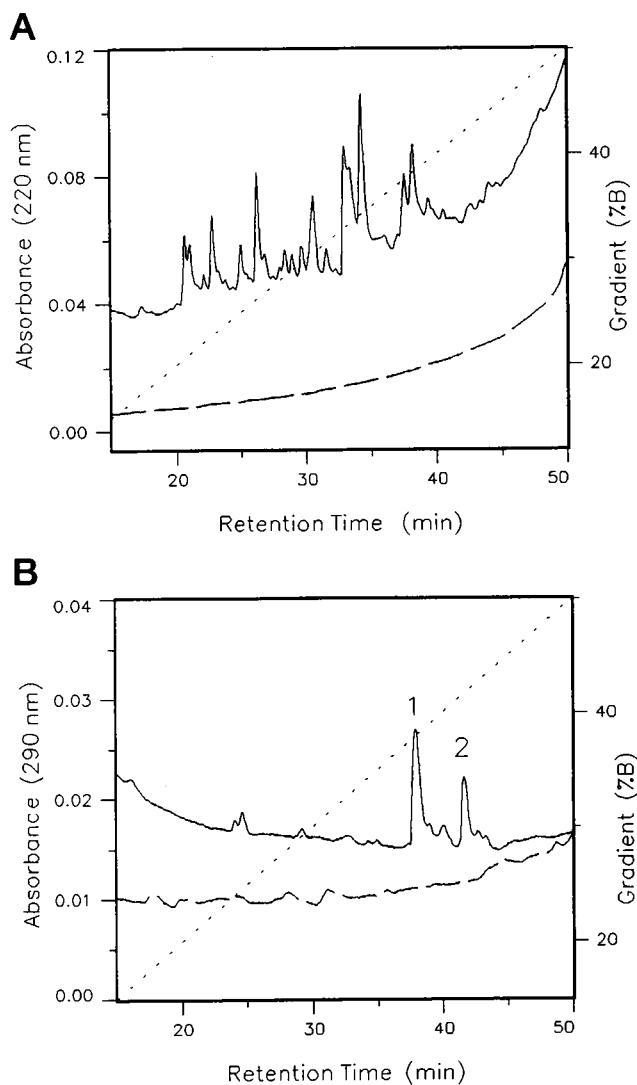 A
0.12
0.08
0.04
0.00
Absorbance (220 nm)
40
20
Gradient (%B)
20 30 40 50
Retention Time (min)
B
0.04
0.03
0.02
0.01
0.00
Absorbance (290 nm)
1
2
40
20
Gradient (%B)
20 30 40 50
Retention Time (min)